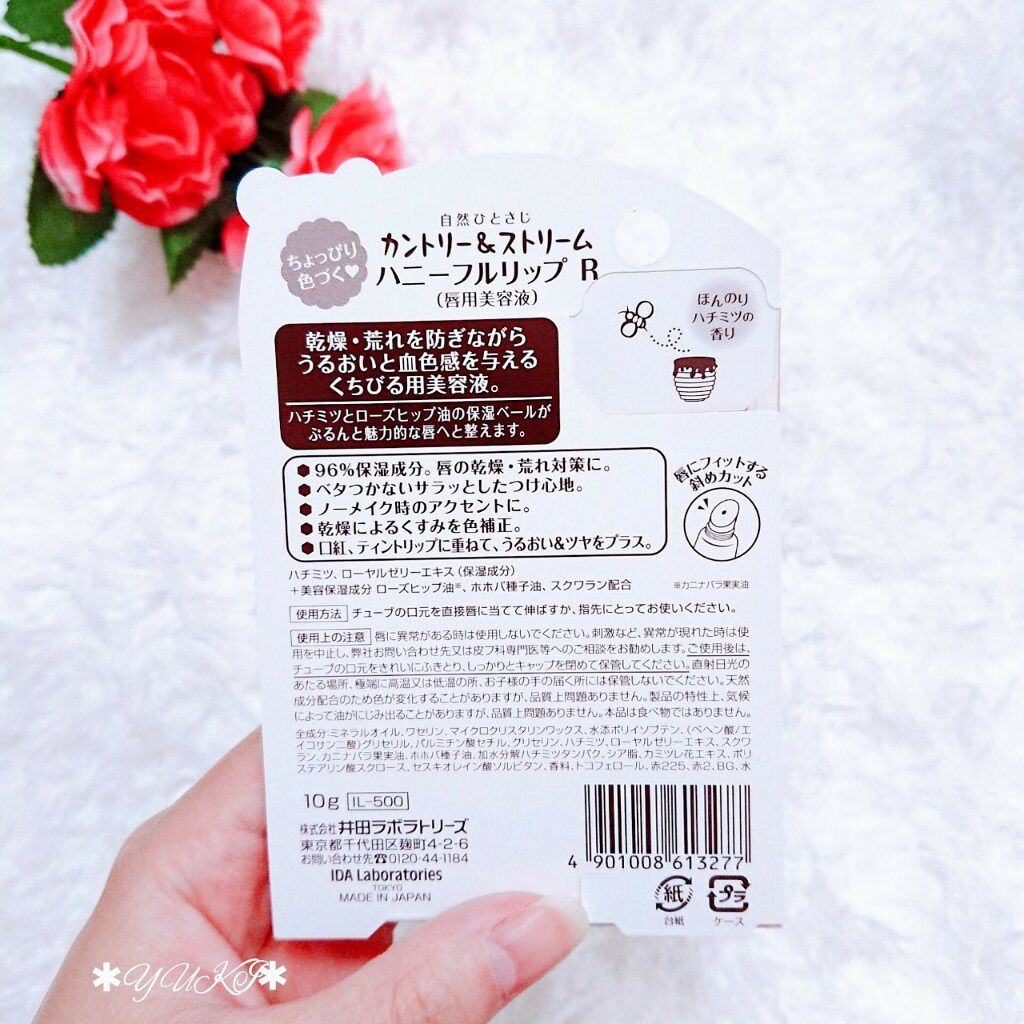 自然ひとさじ
ちょっぴり
色づく♥
カントリー&ストリーム
ハニーフルリップ R
(唇用美容液)
ほんのり
ハチミツの
香り
乾燥・荒れを防ぎながら
うるおいと血色感を与える
くちびる用美容液。
ハチミツとローズヒップ油の保湿ベールが
ぷるんと魅力的な唇へと整えます。
●96%保湿成分。唇の乾燥・荒れ対策に。
●ベタつかないサラッとしたつけ心地。
●ノーメイク時のアクセントに。
●乾燥によるくすみを色補正。
●口紅、ティントリップに重ねて、うるおい&ツヤをプラス。
唇にフィットする
斜めカット
ハチミツ、ローヤルゼリーエキス(保湿成分)
+美容保湿成分 ローズヒップ油※、ホホバ種子油、スクワラン配合
※カニナバラ果実油
使用方法 チューブの口元を直接唇に当てて伸ばすか、指先にとってお使いください。
使用上の注意 唇に異常がある時は使用しないでください。刺激など、異常が現れた時は使
用を中止し、弊社お問い合わせ先又は皮フ科専門医等へのご相談をお勧めします。ご使用後は、
チューブの口元をきれいにふきとり、しっかりとキャップを閉めて保管してください。直射日光の
あたる場所、極端に高温又は低温の所、お子様の手の届く所には保管しないでください。天然
成分配合のため色が変化することがありますが、品質上問題ありません。製品の特性上、気候
によって油がにじみ出ることがありますが、品質上問題ありません。本品は食べ物ではありません。
全成分:ミネラルオイル、ワセリン、マイクロクリスタリンワックス、水添ポリイソブテン、(ベヘン酸/エ
イコサン二酸)グリセリル、パルミチン酸セチル、グリセリン、ハチミツ、ローヤルゼリーエキス、スクワ
ラン、カニナバラ果実油、ホホバ種子油、加水分解ハチミツタンパク、シア脂、カミツレ花エキス、ポリ
ステアリン酸スクロース、セスキオレイン酸ソルビタン、香料、トコフェロール、赤225、赤2、BG、水
10g IL-500
株式会社 井田ラボラトリーズ
東京都千代田区麹町4-2-6
お問い合わせ先☎0120-44-1184
IDA Laboratories
TOKYO
MADE IN JAPAN
4 901008 613277
紙
台紙
プラ
ケース
*YUKI*